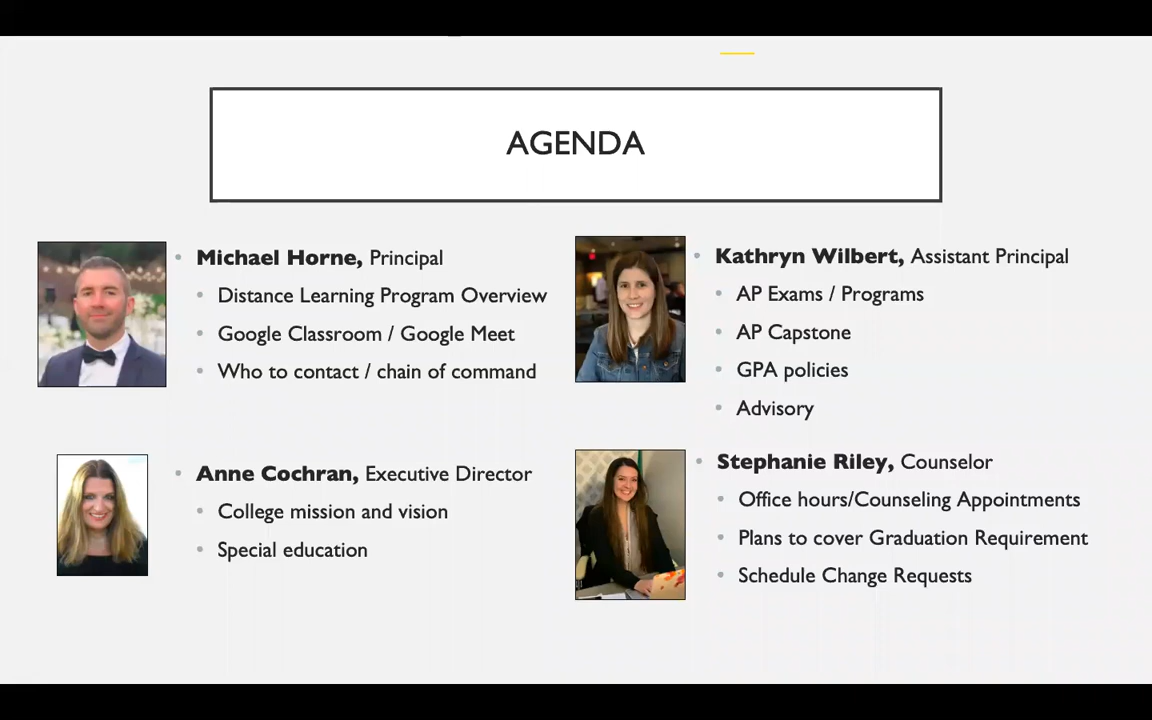 AGENDA
Michael Horne, Principal
Distance Learning Program Overview
Google Classroom / Google Meet
Who to contact / chain of command
Anne Cochran, Executive Director
College mission and vision
Special education
Kathryn Wilbert, Assistant Principal
AP Exams / Programs
AP Capstone
GPA policies
Advisory
Stephanie Riley, Counselor
Office hours/Counseling Appointments
Plans to cover Graduation Requirement
Schedule Change Requests